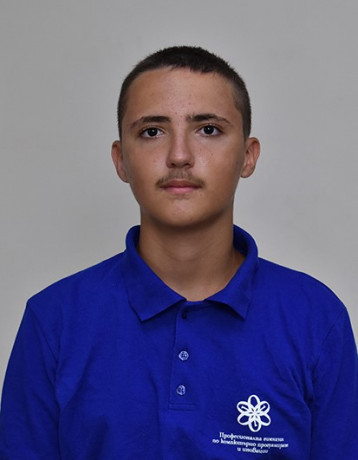 Професионална гимназия
по компютърно програмиране
и иновации